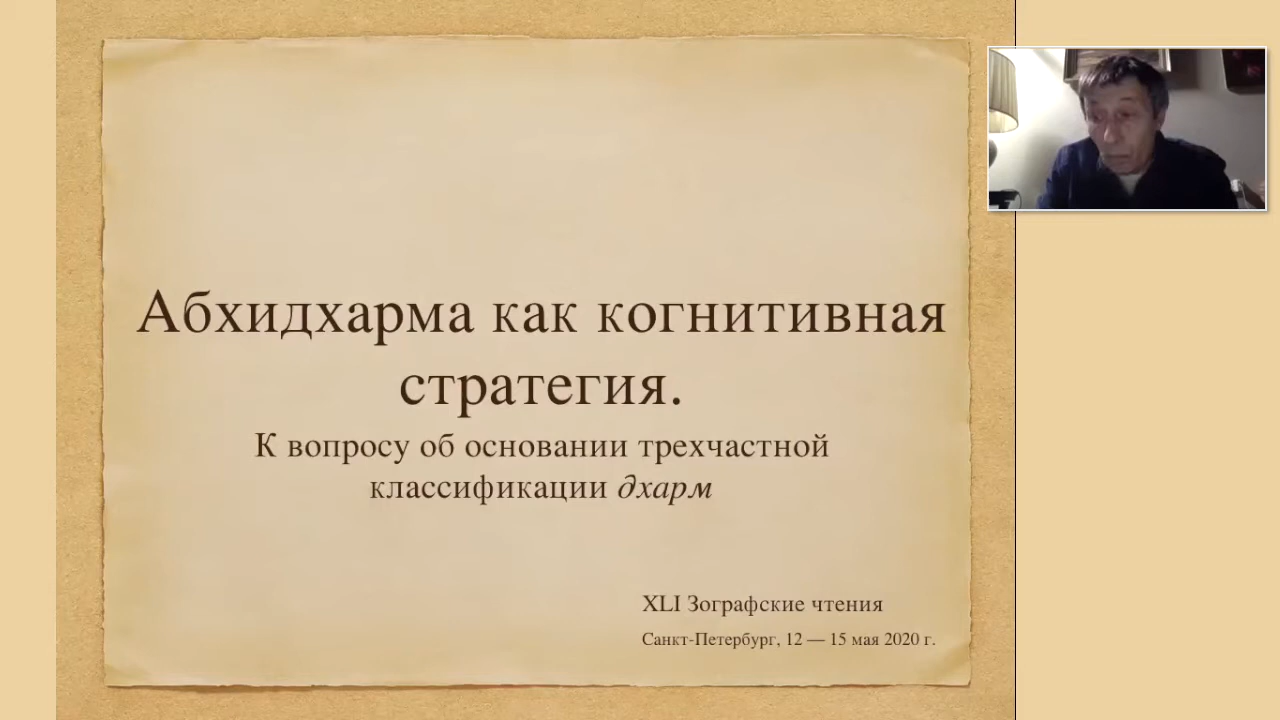 Абхидхарма как когнитивная
стратегия.
К вопросу об основании трехчастной
классификации дхарм
XLI Зографские чтения
Санкт-Петербург, 12 — 15 мая 2020 г.